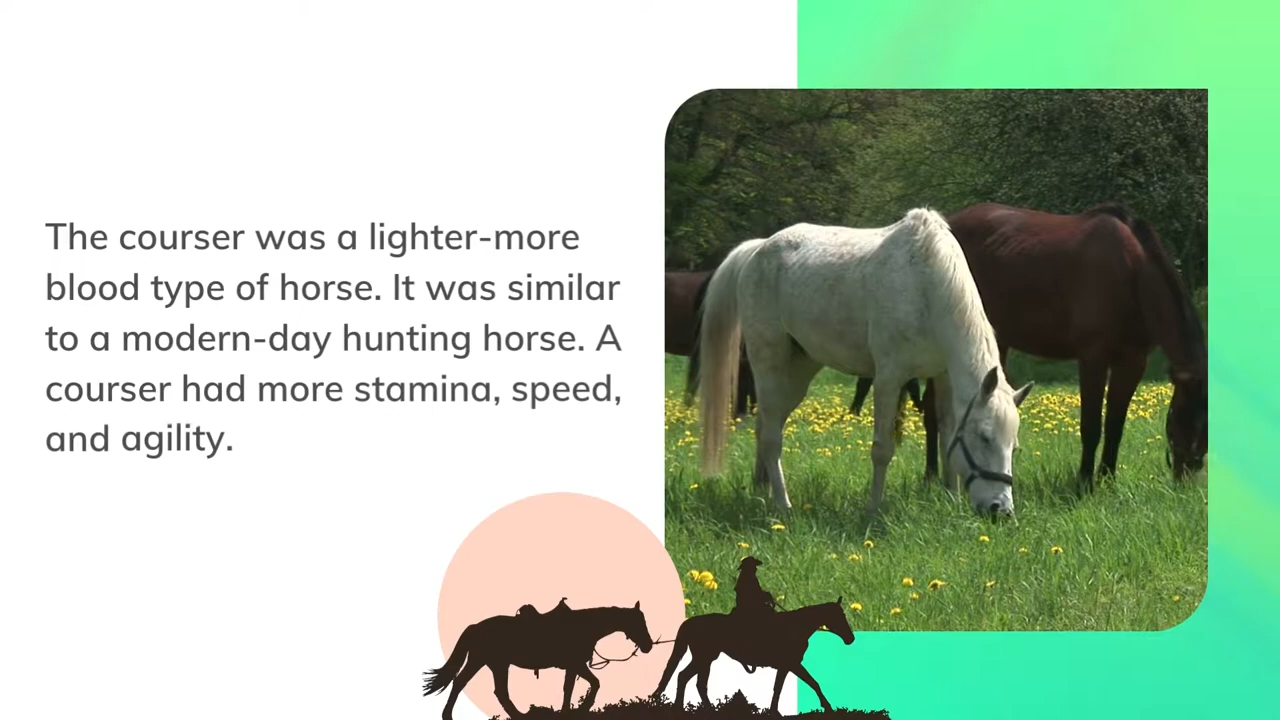 The courser was a lighter-more
blood type of horse. It was similar
to a modern-day hunting horse. A
courser had more stamina, speed,
and agility.